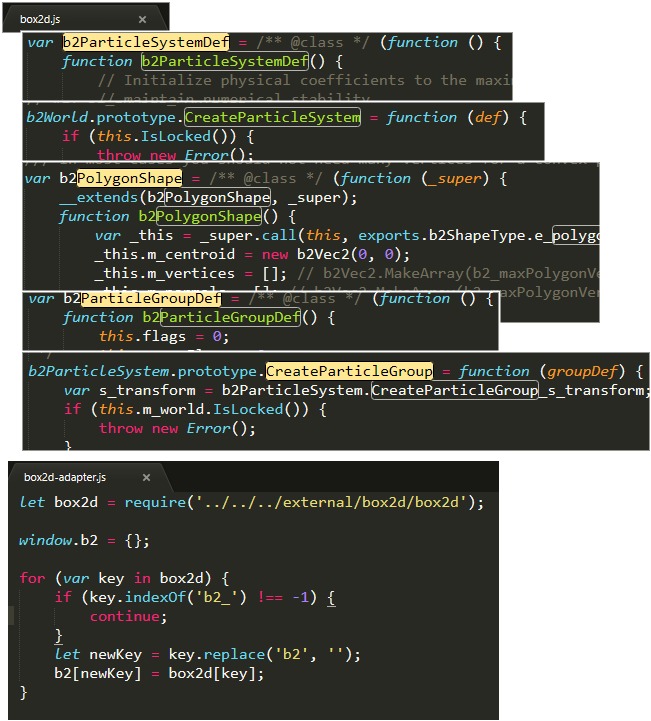 box2d.js ×
var b2ParticleSystemDef = /** @class */ (function () {
function b2ParticleSystemDef() {
// Initialize physical coefficients to the maxi
// maintain numerical stability
b2World.prototype.CreateParticleSystem = function (def) {
if (this.IsLocked()) {
throw new Error();
var b2PolygonShape = /** @class */ (function (_super) {
__extends(b2PolygonShape, _super);
function b2PolygonShape() {
var _this = _super.call(this, exports.b2ShapeType.e_polygo
_this.m_centroid = new b2Vec2(0, 0);
_this.m_vertices = []; // b2Vec2.MakeArray(b2_maxPolygonVer
var b2ParticleGroupDef = /** @class */ (function () {
function b2ParticleGroupDef() {
this.flags = 0;
b2ParticleSystem.prototype.CreateParticleGroup = function (groupDef) {
var s_transform = b2ParticleSystem.CreateParticleGroup_s_transform;
if (this.m_world.IsLocked()) {
throw new Error();
}
box2d-adapter.js ×
let box2d = require('../../../external/box2d/box2d');
window.b2 = {};
for (var key in box2d) {
if (key.indexOf('b2_') !== -1) {
continue;
}
let newKey = key.replace('b2', '');
b2[newKey] = box2d[key];
}